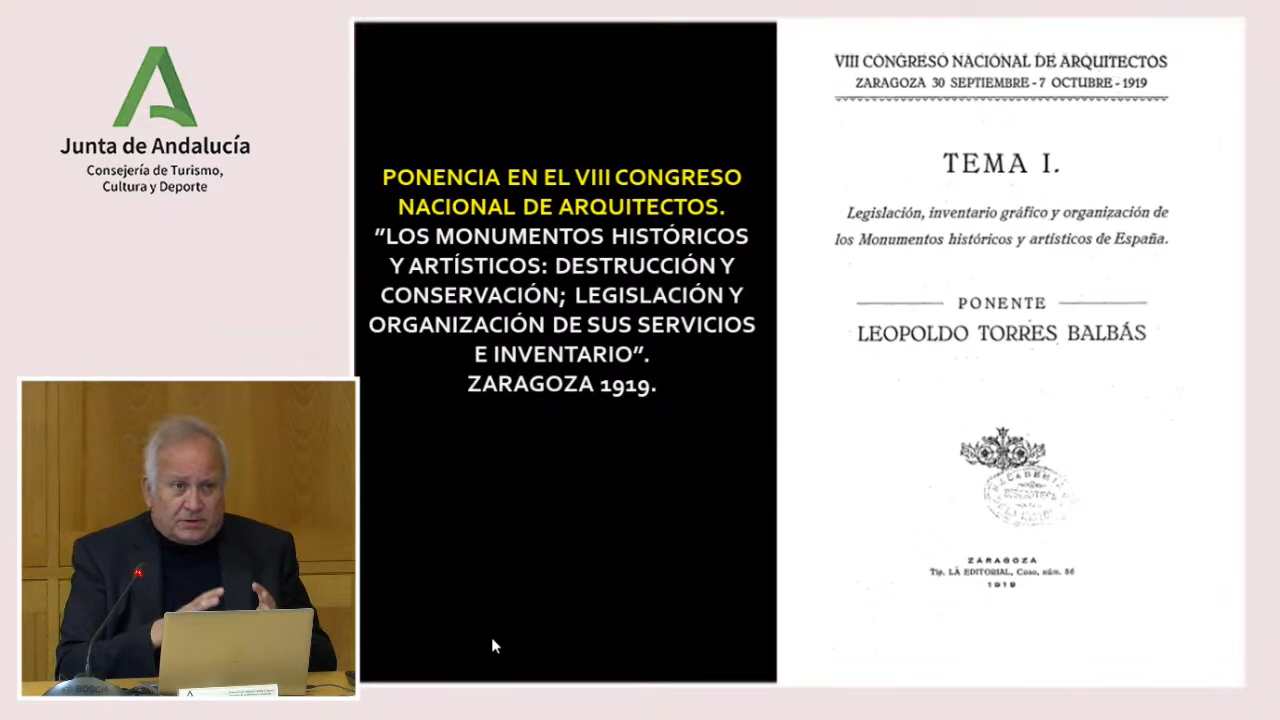 Junta de Andalucía
Consejería de Turismo,
Cultura y Deporte
PONENCIA EN EL VIII CONGRESO
NACIONAL DE ARQUITECTOS.
"LOS MONUMENTOS HISTÓRICOS
Y ARTÍSTICOS: DESTRUCCIÓN Y
CONSERVACIÓN; LEGISLACIÓN Y
ORGANIZACIÓN DE SUS SERVICIOS
E INVENTARIO".
ZARAGOZA 1919.
VIII CONGRESO NACIONAL DE ARQUITECTOS
ZARAGOZA 30 SEPTIEMBRE-7 OCTUBRE-1919
TEMA I.
Legislación, inventario gráfico y organización de
los Monumentos históricos y artísticos de España.
PONENTE
LEOPOLDO TORRES BALBÁS
ACADEMIA
BIBLIOTECA
ZARAGOZA
Tip. LA EDITORIAL, Coso, núm. 86
1919
BOSCH